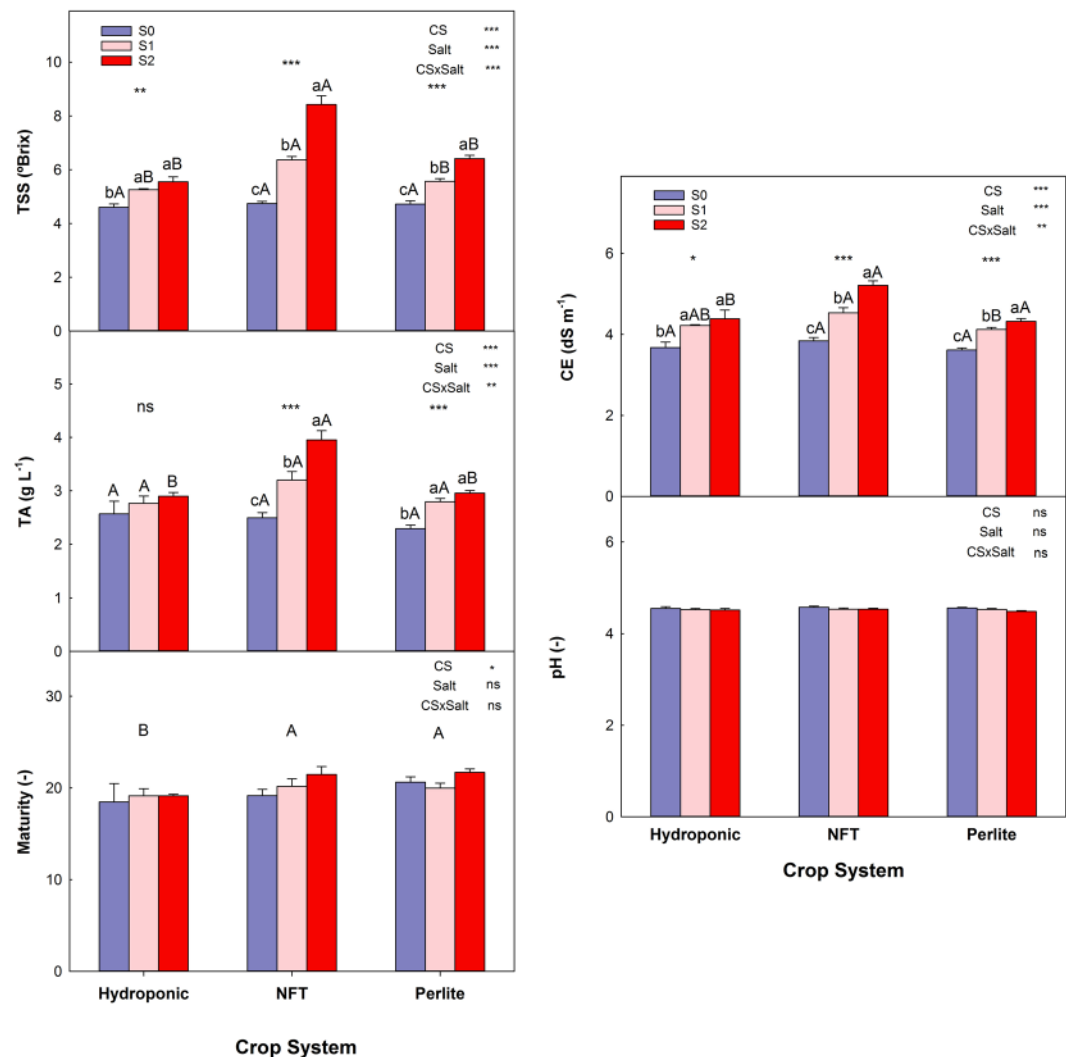 S0
S1
S2
CS ***
Salt ***
CSxSalt ***
** *** ***
bA aB aB cA bA aA cA bB aB
10
8
6
4
2
0
TSS (ºBrix)
CS ***
Salt ***
CSxSalt **
ns *** ***
A A B cA bA aA bA aA aB
5
4
3
2
1
0
TA (g L⁻¹)
CS *
Salt ns
CSxSalt ns
B A A
30
20
10
0
Maturity (-)
Hydroponic NFT Perlite
Crop System
S0
S1
S2
CS ***
Salt ***
CSxSalt **
* *** ***
bA aAB aB cA bA aA cA bB aA
6
4
2
0
CE (dS m⁻¹)
CS ns
Salt ns
CSxSalt ns
6
4
2
0
pH (-)
Hydroponic NFT Perlite
Crop System